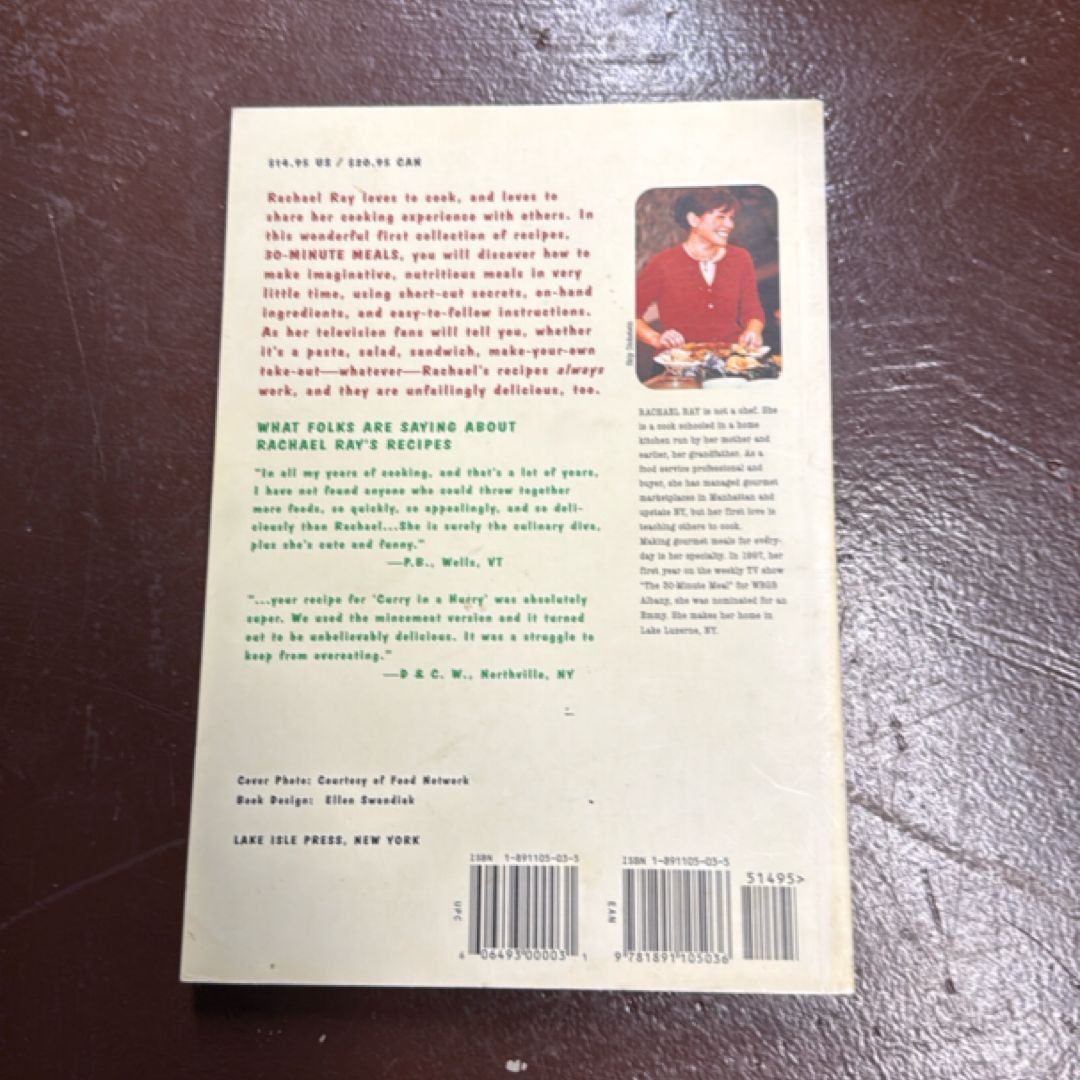 $14.95 US / $20.95 CAN
Rachael Ray loves to cook, and loves to
share her cooking experience with others. In
this wonderful first collection of recipes,
30-MINUTE MEALS, you will discover how to
make imaginative, nutritious meals in very
little time, using short-cut secrets, on-hand
ingredients, and easy-to-follow instructions.
As her television fans will tell you, whether
it's a pasta, salad, sandwich, make-your-own
take-out—whatever—Rachael's recipes always
work, and they are unfailingly delicious, too.
WHAT FOLKS ARE SAYING ABOUT
RACHAEL RAY'S RECIPES
"In all my years of cooking, and that's a lot of years,
I have not found anyone who could throw together
more foods, so quickly, so appealingly, and so deli-
ciously than Rachael...She is surely the culinary diva,
plus she's cute and funny."
—P.B., Wells, VT
"...your recipe for 'Curry in a Hurry' was absolutely
super. We used the mincemeat version and it turned
out to be unbelievably delicious. It was a struggle to
keep from overeating."
—D & C. W., Northville, NY
RACHAEL RAY is not a chef. She
is a cook schooled in a home
kitchen run by her mother and
earlier, her grandfather. As a
food service professional and
buyer, she has managed gourmet
marketplaces in Manhattan and
upstate NY, but her first love is
teaching others to cook.
Making gourmet meals for every-
day is her specialty. In 1997, her
first year on the weekly TV show
"The 30-Minute Meal" for WRGB
Albany, she was nominated for an
Emmy. She makes her home in
Lake Luzerne, NY.
Cover Photo: Courtesy of Food Network
Book Design: Ellen Swandiak
LAKE ISLE PRESS, NEW YORK
ISBN 1-891105-03-5
UPC
06493 00003 1
ISBN 1-891105-03-5
EAN
9 781891 105036
51495>